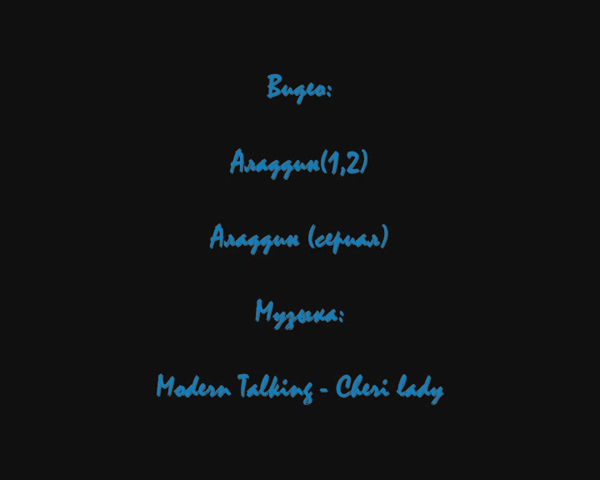 Видео:
Аладдин(1,2)
Аладдин (сериал)
Музыка:
Modern Talking - Cheri lady